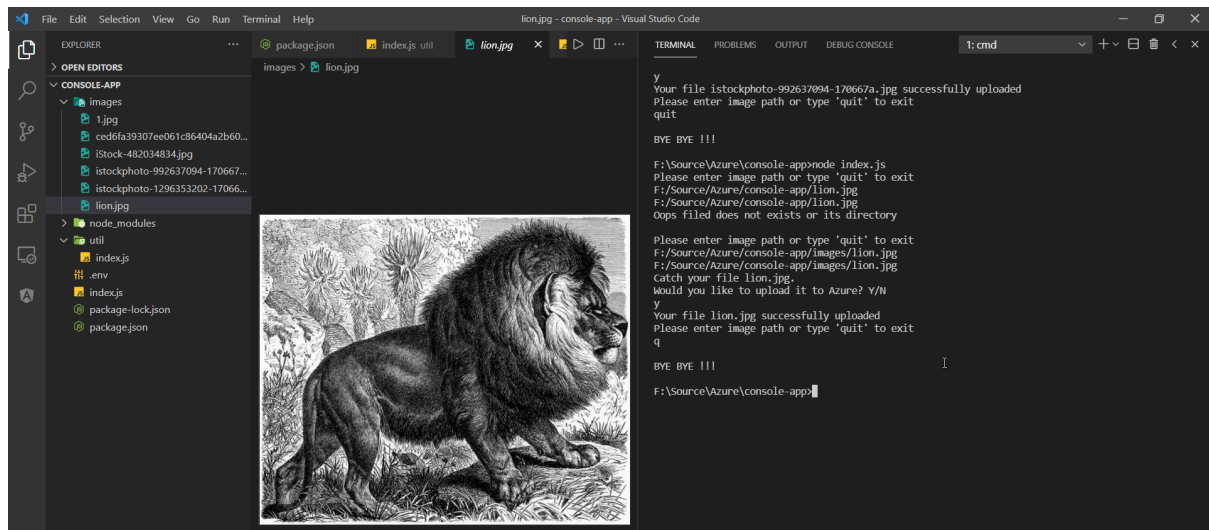 File Edit Selection View Go Run Terminal Help
lion.jpg - console-app - Visual Studio Code
EXPLORER
OPEN EDITORS
CONSOLE-APP
images
1.jpg
ced6fa39307ee061c86404a2b60...
iStock-482034834.jpg
istockphoto-992637094-170667...
istockphoto-1296353202-17066...
lion.jpg
node_modules
util
JS index.js
.env
JS index.js
package-lock.json
package.json
package.json
JS index.js util
lion.jpg
images > lion.jpg
TERMINAL PROBLEMS OUTPUT DEBUG CONSOLE 1: cmd
y
Your file istockphoto-992637094-170667a.jpg successfully uploaded
Please enter image path or type 'quit' to exit
quit
BYE BYE !!!
F:\Source\Azure\console-app>node index.js
Please enter image path or type 'quit' to exit
F:/Source/Azure/console-app/lion.jpg
F:/Source/Azure/console-app/lion.jpg
Oops filed does not exists or its directory
Please enter image path or type 'quit' to exit
F:/Source/Azure/console-app/images/lion.jpg
F:/Source/Azure/console-app/images/lion.jpg
Catch your file lion.jpg.
Would you like to upload it to Azure? Y/N
y
Your file lion.jpg successfully uploaded
Please enter image path or type 'quit' to exit
q
BYE BYE !!!
F:\Source\Azure\console-app>